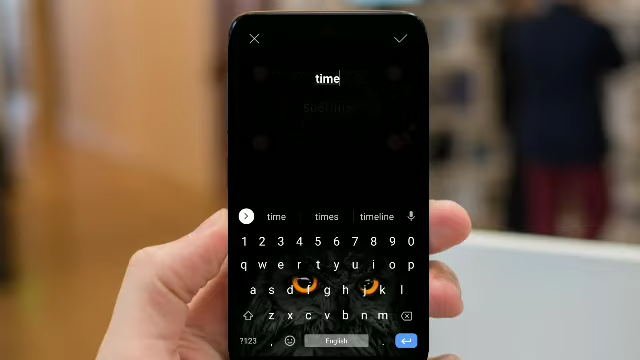 time
time times timeline
1 2 3 4 5 6 7 8 9 0
q w e r t y u i o p
a s d f g h j k l
z x c v b n m
?123 , English .